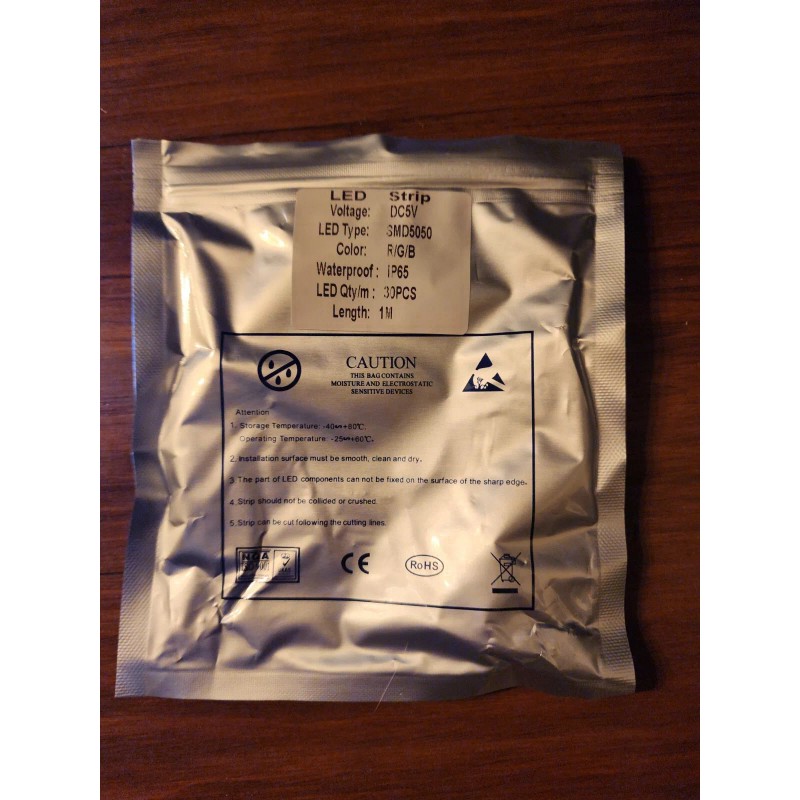 LED Strip
Voltage: DC5V
LED Type: SMD5050
Color: R/G/B
Waterproof: IP65
LED Qty/m: 30PCS
Length: 1M
CAUTION
THIS BAG CONTAINS
MOISTURE AND ELECTROSTATIC
SENSITIVE DEVICES
Attention
1. Storage Temperature: -40~+80℃.
Operating Temperature: -25~+60℃.
2. Installation surface must be smooth, clean and dry.
3. The part of LED components can not be fixed on the surface of the sharp edge.
4. Strip should not be collided or crushed.
5. Strip can be cut following the cutting lines.
NQA
CE
RoHS